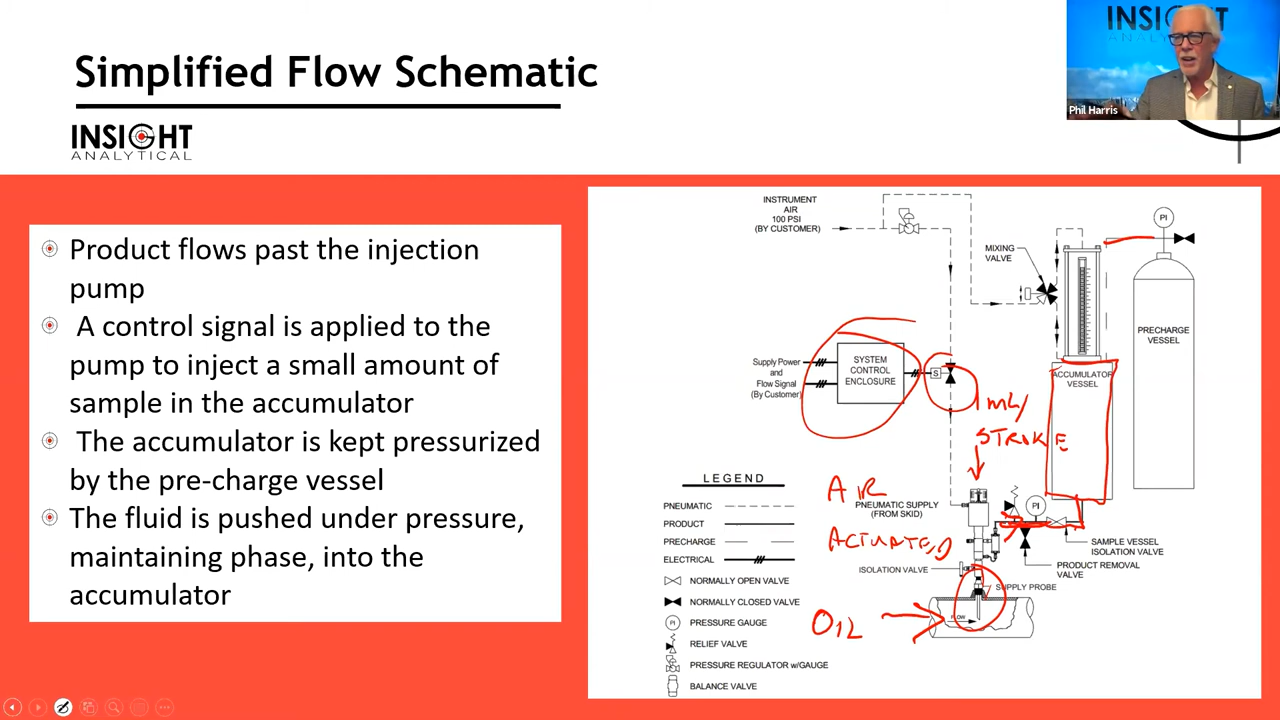 Simplified Flow Schematic
INSIGHT
ANALYTICAL
INSIGHT
Phil Harris
Product flows past the injection
pump
A control signal is applied to the
pump to inject a small amount of
sample in the accumulator
The accumulator is kept pressurized
by the pre-charge vessel
The fluid is pushed under pressure,
maintaining phase, into the
accumulator
INSTRUMENT
AIR
100 PSI
(BY CUSTOMER)
MIXING
VALVE
PI
PRECHARGE
VESSEL
ACCUMULATOR
VESSEL
Supply Power
and
Flow Signal
(By Customer)
SYSTEM
CONTROL
ENCLOSURE
S
1 ML/
STROKE
AIR
ACTUATED
OIL
PNEUMATIC SUPPLY
(FROM SKID)
PI
SAMPLE VESSEL
ISOLATION VALVE
PRODUCT REMOVAL
VALVE
ISOLATION VALVE
SUPPLY PROBE
FLOW
LEGEND
PNEUMATIC
PRODUCT
PRECHARGE
ELECTRICAL
NORMALLY OPEN VALVE
NORMALLY CLOSED VALVE
PI PRESSURE GAUGE
RELIEF VALVE
PRESSURE REGULATOR w/GAUGE
BALANCE VALVE